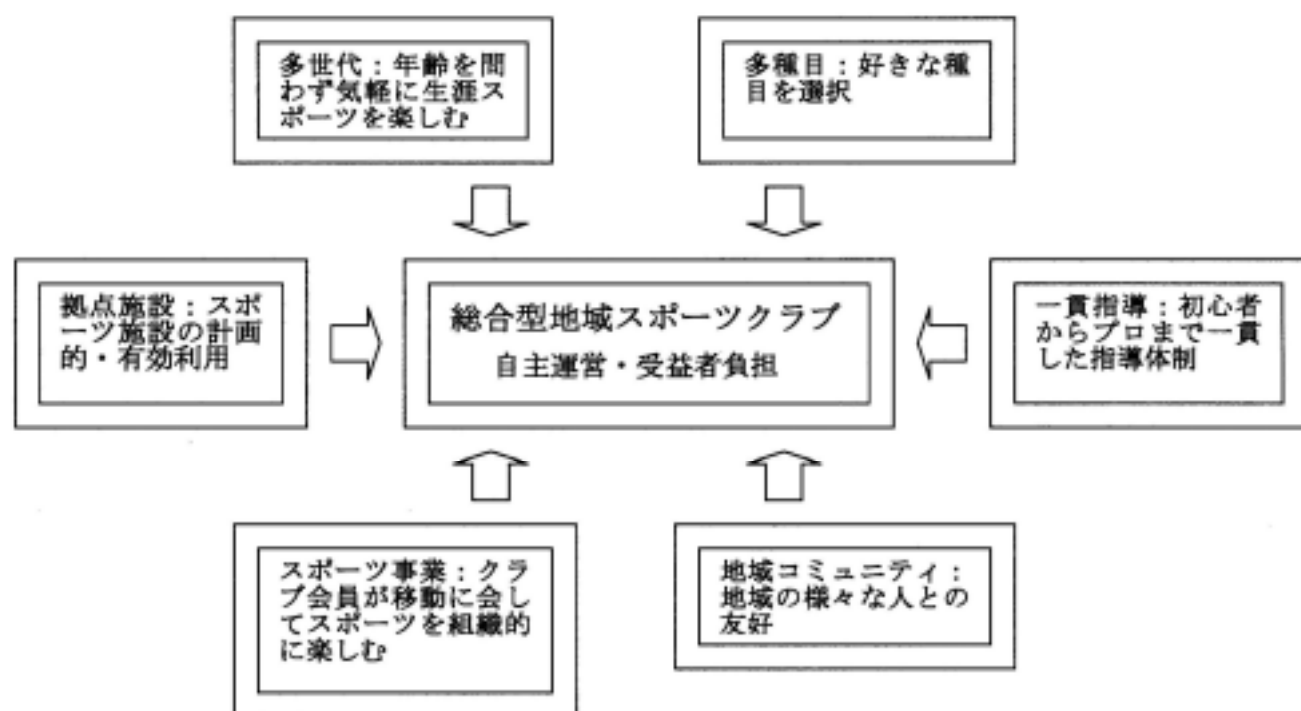 多世代：年齢を問
わず気軽に生涯ス
ポーツを楽しむ
多種目：好きな種
目を選択
拠点施設：スポ
ーツ施設の計画
的・有効利用
総合型地域スポーツクラブ
自主運営・受益者負担
一貫指導：初心者
からプロまで一貫
した指導体制
スポーツ事業：クラ
ブ会員が移動に会し
てスポーツを組織的
に楽しむ
地域コミュニティ：
地域の様々な人との
友好